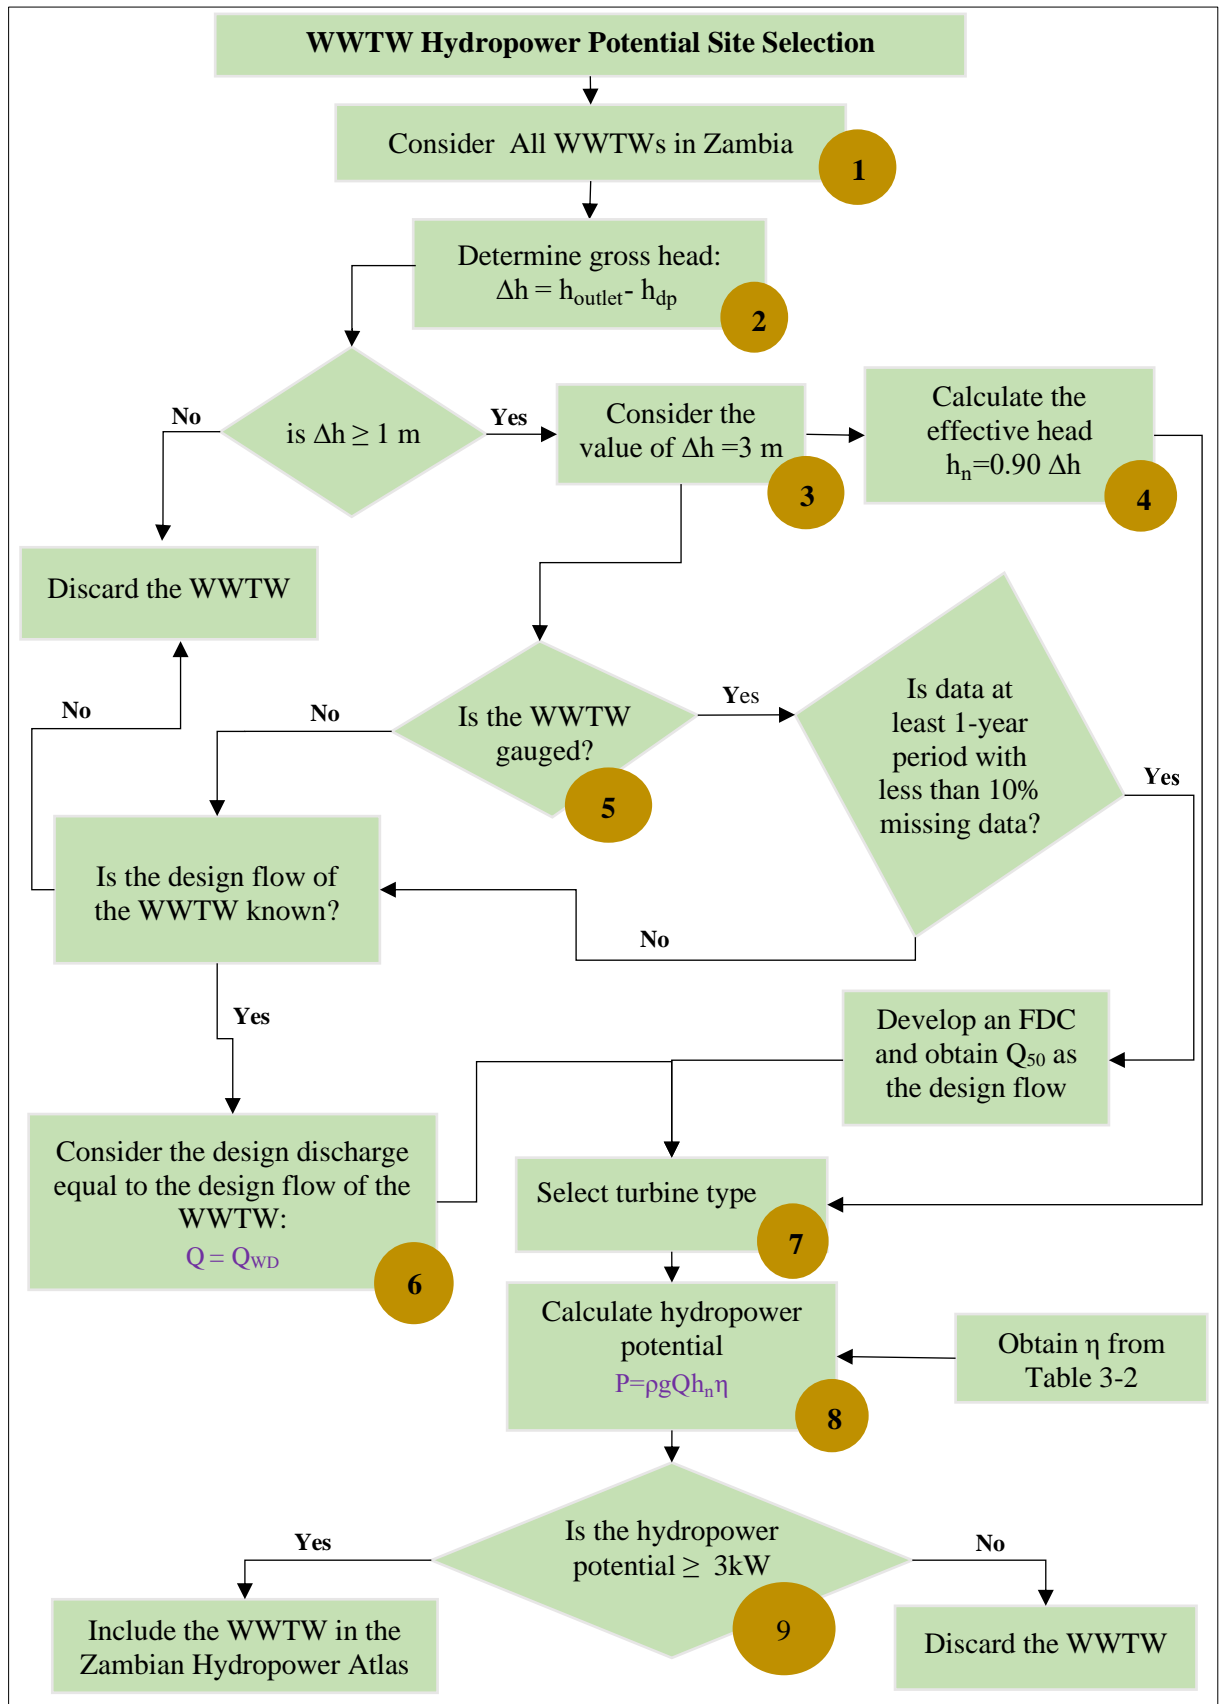 WWTW Hydropower Potential Site Selection
Consider All WWTWs in Zambia
1
Determine gross head:
Δh = h_outlet- h_dp
2
is Δh ≥ 1 m
No
Yes
Consider the
value of Δh =3 m
3
Calculate the
effective head
h_n=0.90 Δh
4
Discard the WWTW
No
Is the WWTW
gauged?
5
No
Yes
Is data at
least 1-year
period with
less than 10%
missing data?
Yes
No
Is the design flow of
the WWTW known?
Yes
Develop an FDC
and obtain Q_50 as
the design flow
Consider the design discharge
equal to the design flow of the
WWTW:
Q = Q_WD
6
Select turbine type
7
Calculate hydropower
potential
P=ρgQh_nη
8
Obtain η from
Table 3-2
Is the hydropower
potential ≥ 3kW
9
Yes
No
Include the WWTW in the
Zambian Hydropower Atlas
Discard the WWTW